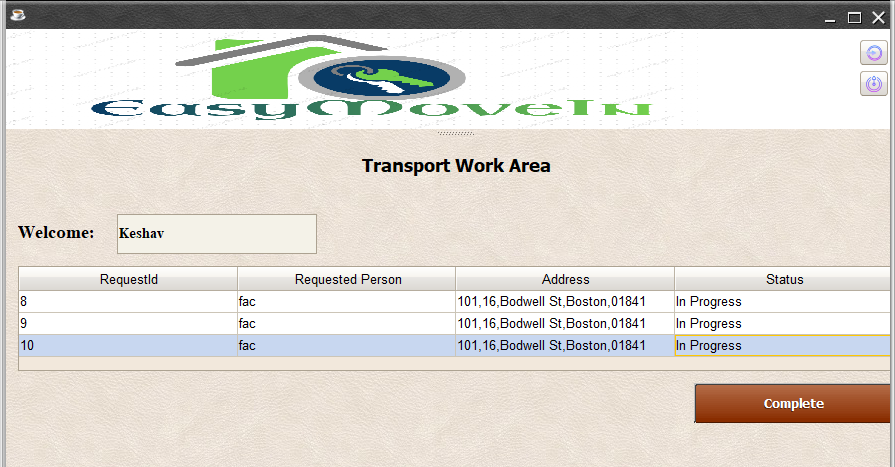 EasyMoveIn
Transport Work Area
Welcome: Keshav
RequestId Requested Person Address Status
8 fac 101,16,Bodwell St,Boston,01841 In Progress
9 fac 101,16,Bodwell St,Boston,01841 In Progress
10 fac 101,16,Bodwell St,Boston,01841 In Progress
Complete